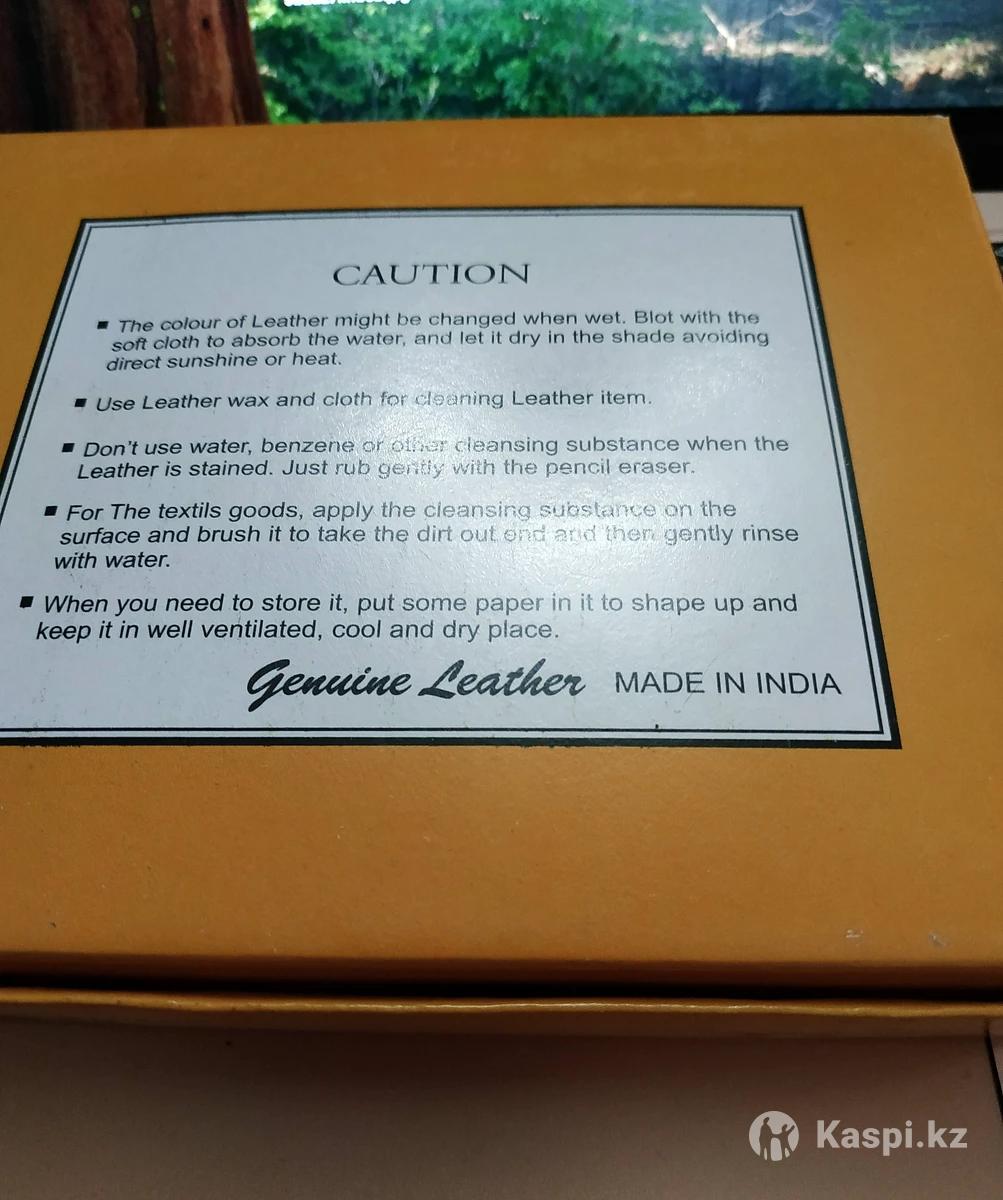 CAUTION
▪ The colour of Leather might be changed when wet. Blot with the
soft cloth to absorb the water, and let it dry in the shade avoiding
direct sunshine or heat.
▪ Use Leather wax and cloth for cleaning Leather item.
▪ Don't use water, benzene or other cleansing substance when the
Leather is stained. Just rub gently with the pencil eraser.
▪ For The textils goods, apply the cleansing substance on the
surface and brush it to take the dirt out end and then gently rinse
with water.
▪ When you need to store it, put some paper in it to shape up and
keep it in well ventilated, cool and dry place.
Genuine Leather MADE IN INDIA
Kaspi.kz